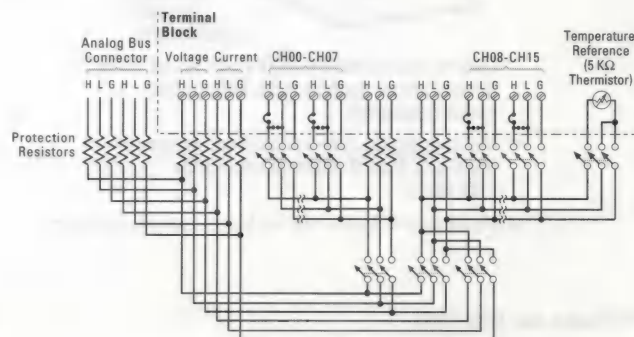 Terminal
Block
Analog Bus
Connector
Voltage Current
CH00-CH07
CH08-CH15
Temperature
Reference
(5 KΩ
Thermistor)
H L G H L G
H L G H L G
H L G
H L G
H L G
H L G
Protection
Resistors